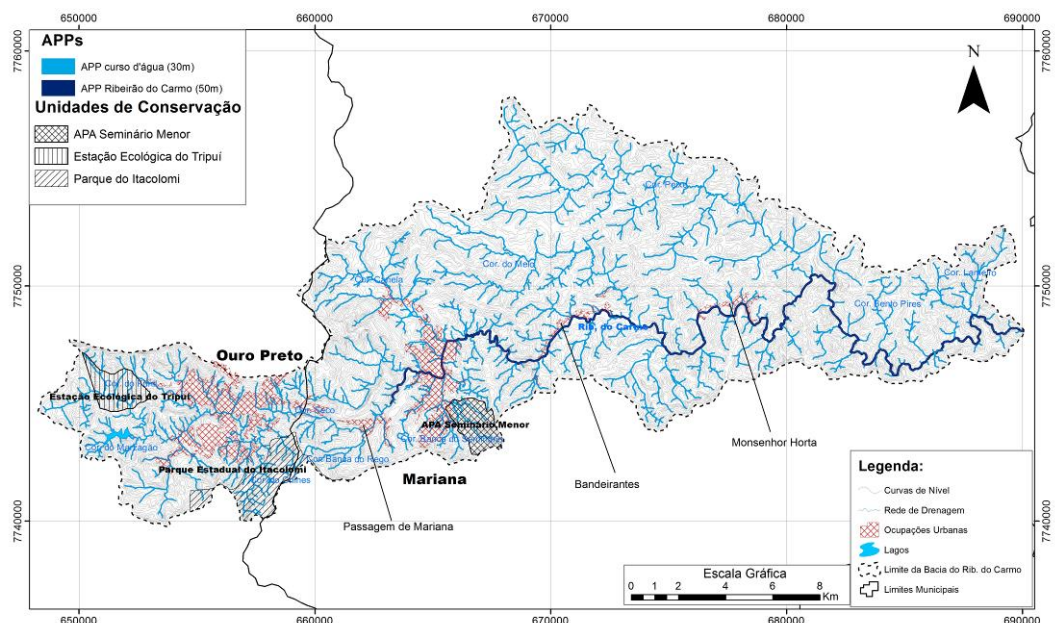 650000 660000 670000 680000 690000
7760000
7750000
7740000
APPs
APP curso d'água (30m)
APP Ribeirão do Carmo (50m)
Unidades de Conservação
APA Seminário Menor
Estação Ecológica do Tripuí
Parque do Itacolomi
N
7760000
7750000
7740000
Cor. do Melo
Cor. Lameiro
Cor. Bento Pires
Rib. do Carmo
Ouro Preto
Estação Ecológica do Tripuí
APA Seminário Menor
Parque Estadual do Itacolomi
Mariana
Monsenhor Horta
Bandeirantes
Passagem de Mariana
Escala Gráfica
0 1 2 4 6 8
Km
Legenda:
Curvas de Nível
Rede de Drenagem
Ocupações Urbanas
Lagos
Limite da Bacia do Rib. do Carmo
Limites Municipais
650000 660000 670000 680000 690000